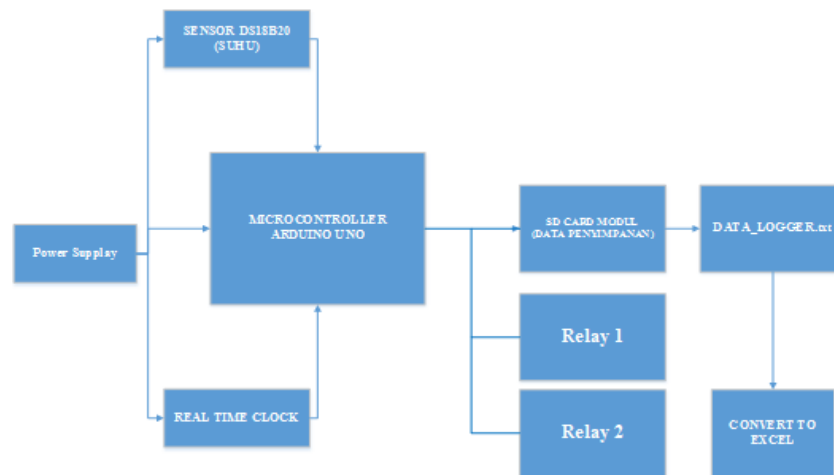 SENSOR DS18B20
(SUHU)
MICROCONTROLLER
ARDUINO UNO
Power Supplay
REAL TIME CLOCK
SD CARD MODUL
(DATA PENYIMPANAN)
DATA_LOGGER.txt
Relay 1
Relay 2
CONVERT TO
EXCEL